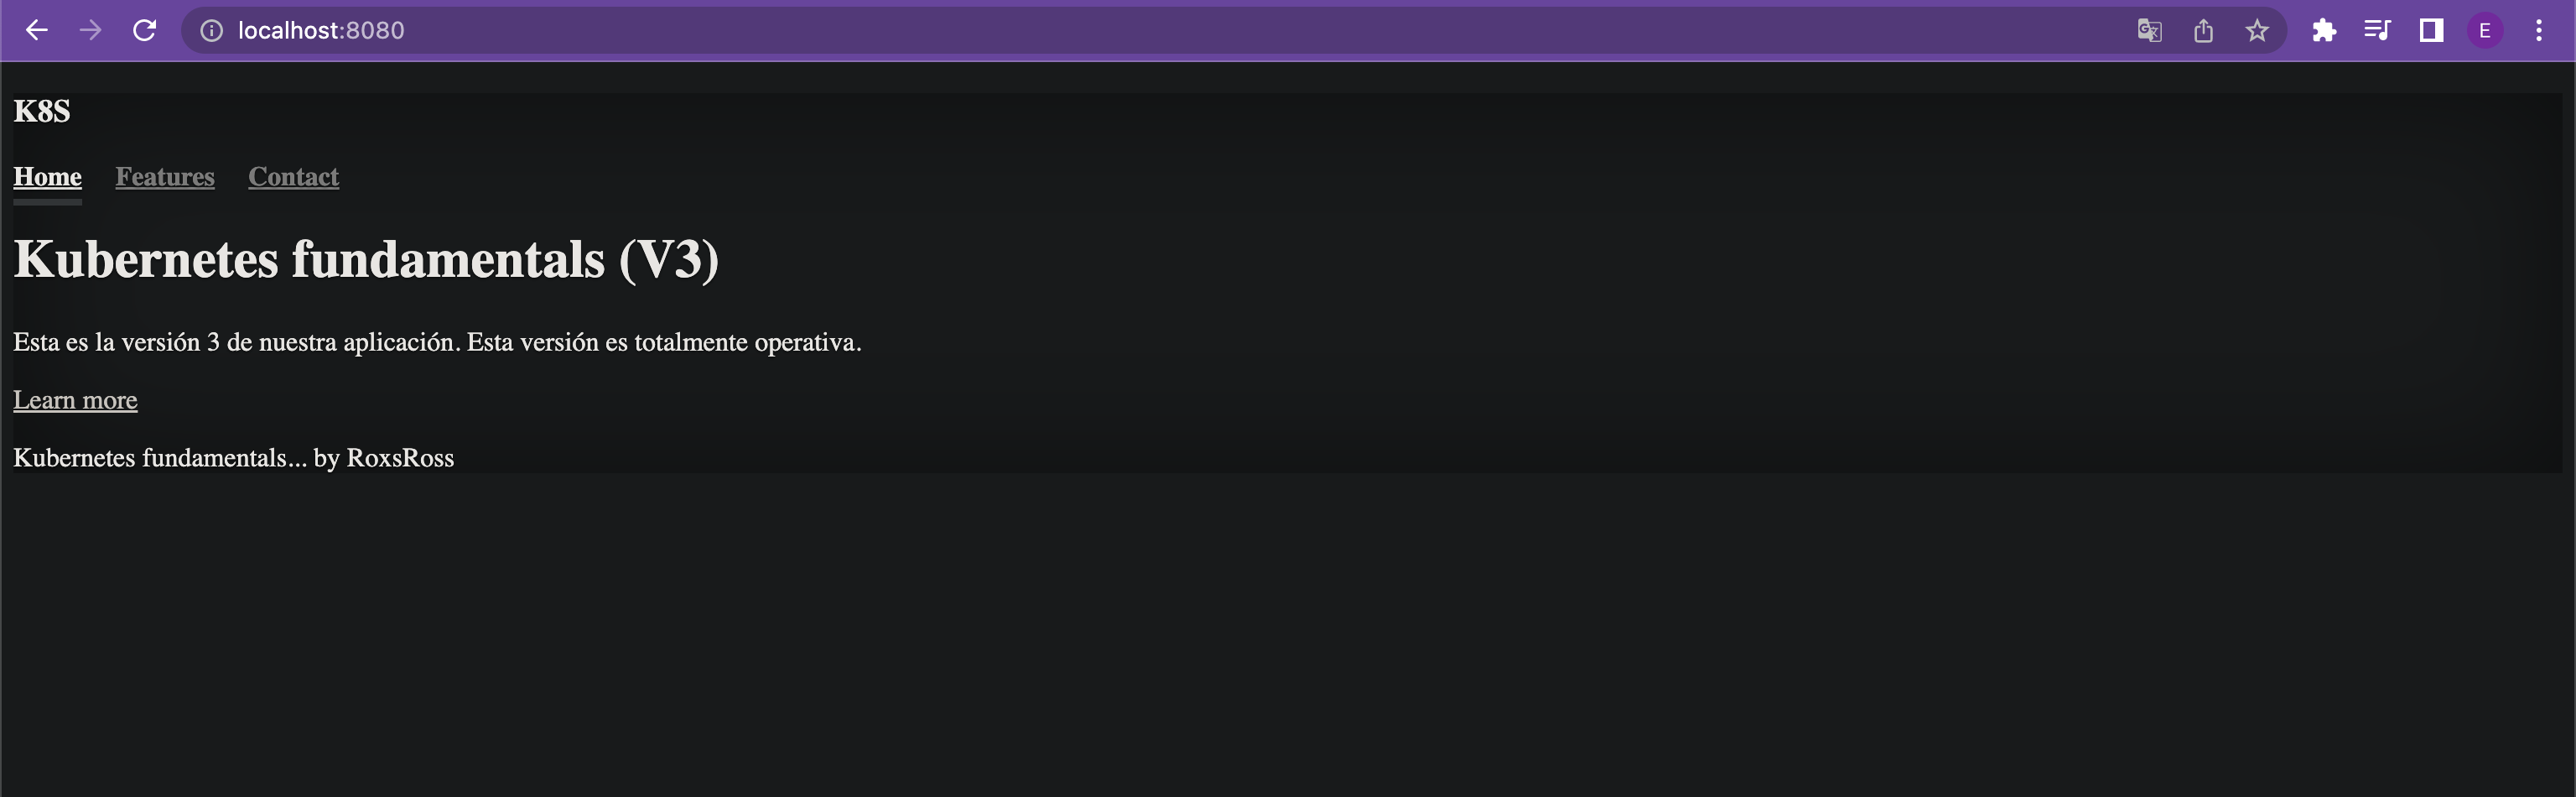 localhost:8080
E
K8S
Home Features Contact
Kubernetes fundamentals (V3)
Esta es la versión 3 de nuestra aplicación. Esta versión es totalmente operativa.
Learn more
Kubernetes fundamentals... by RoxsRoss